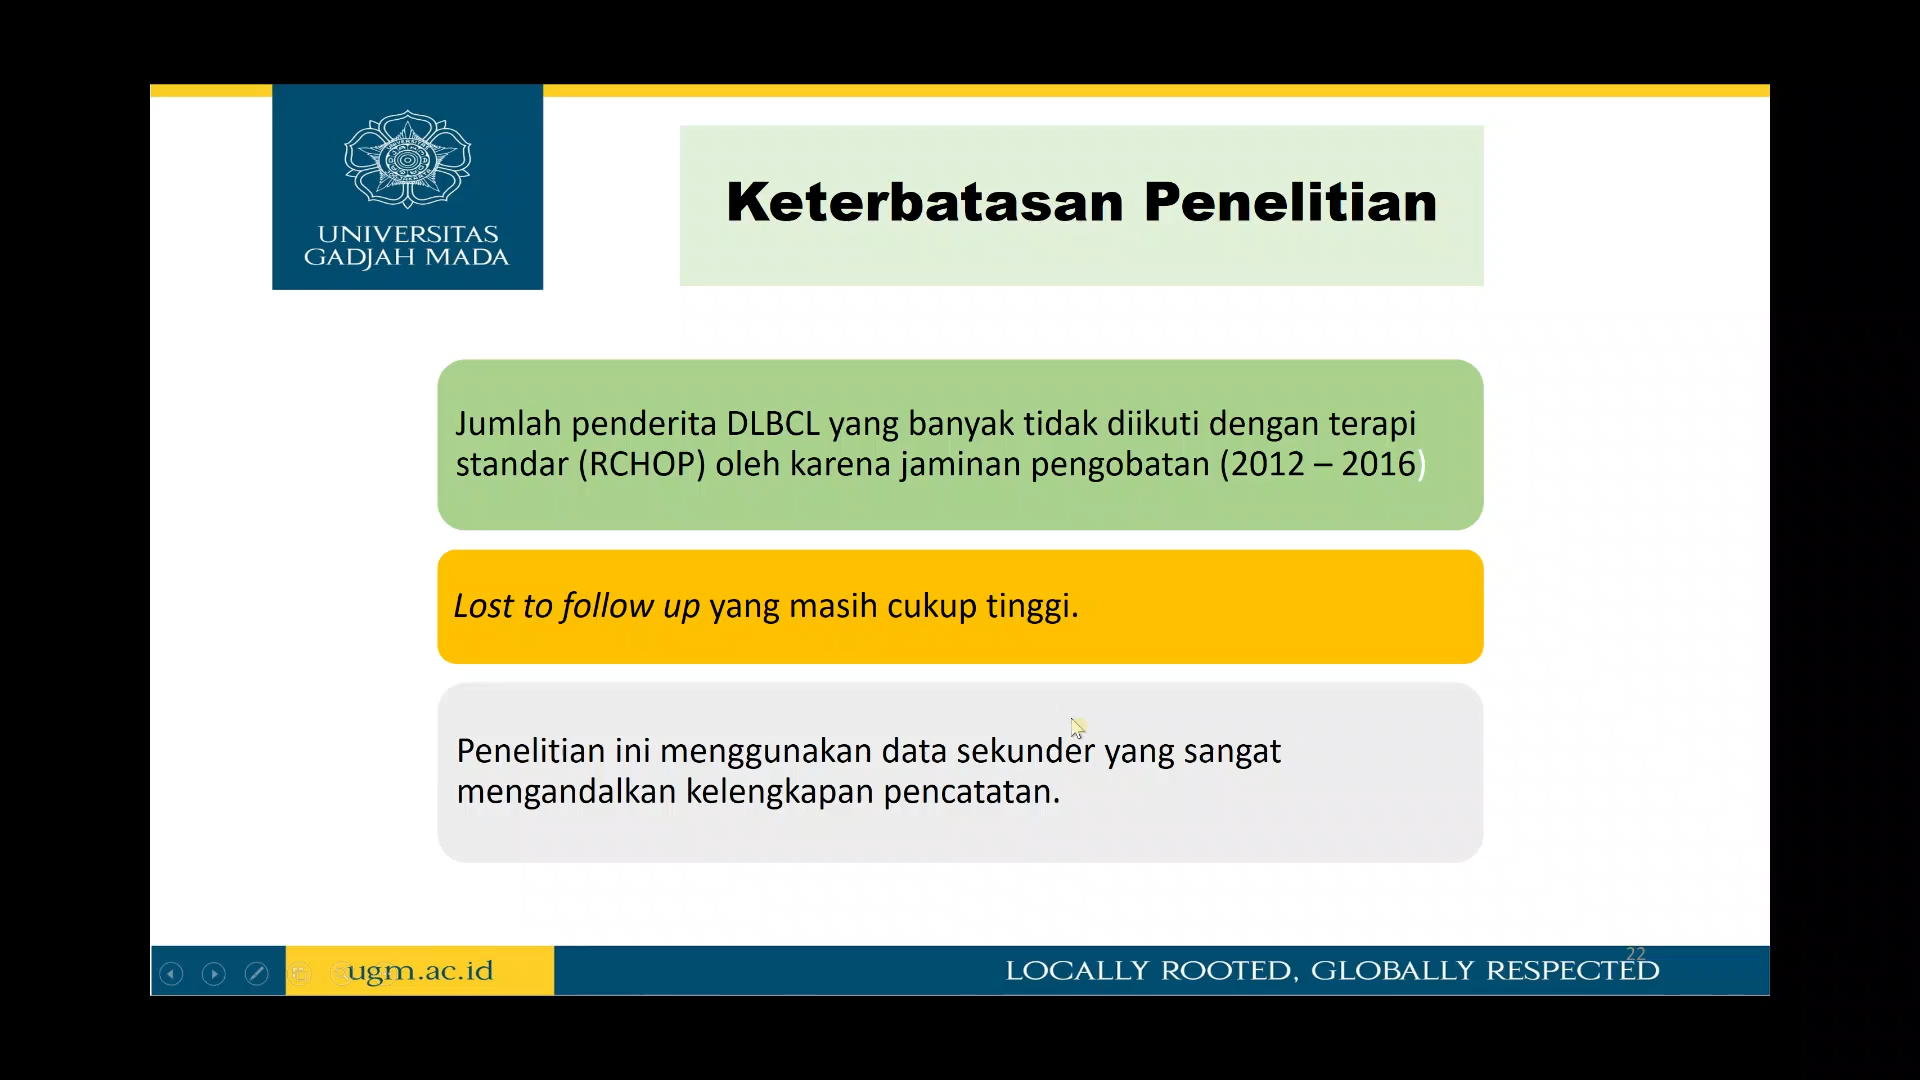 UNIVERSITAS
GADJAH MADA
Keterbatasan Penelitian
Jumlah penderita DLBCL yang banyak tidak diikuti dengan terapi
standar (RCHOP) oleh karena jaminan pengobatan (2012 – 2016)
Lost to follow up yang masih cukup tinggi.
Penelitian ini menggunakan data sekunder yang sangat
mengandalkan kelengkapan pencatatan.
22
ugm.ac.id
LOCALLY ROOTED, GLOBALLY RESPECTED